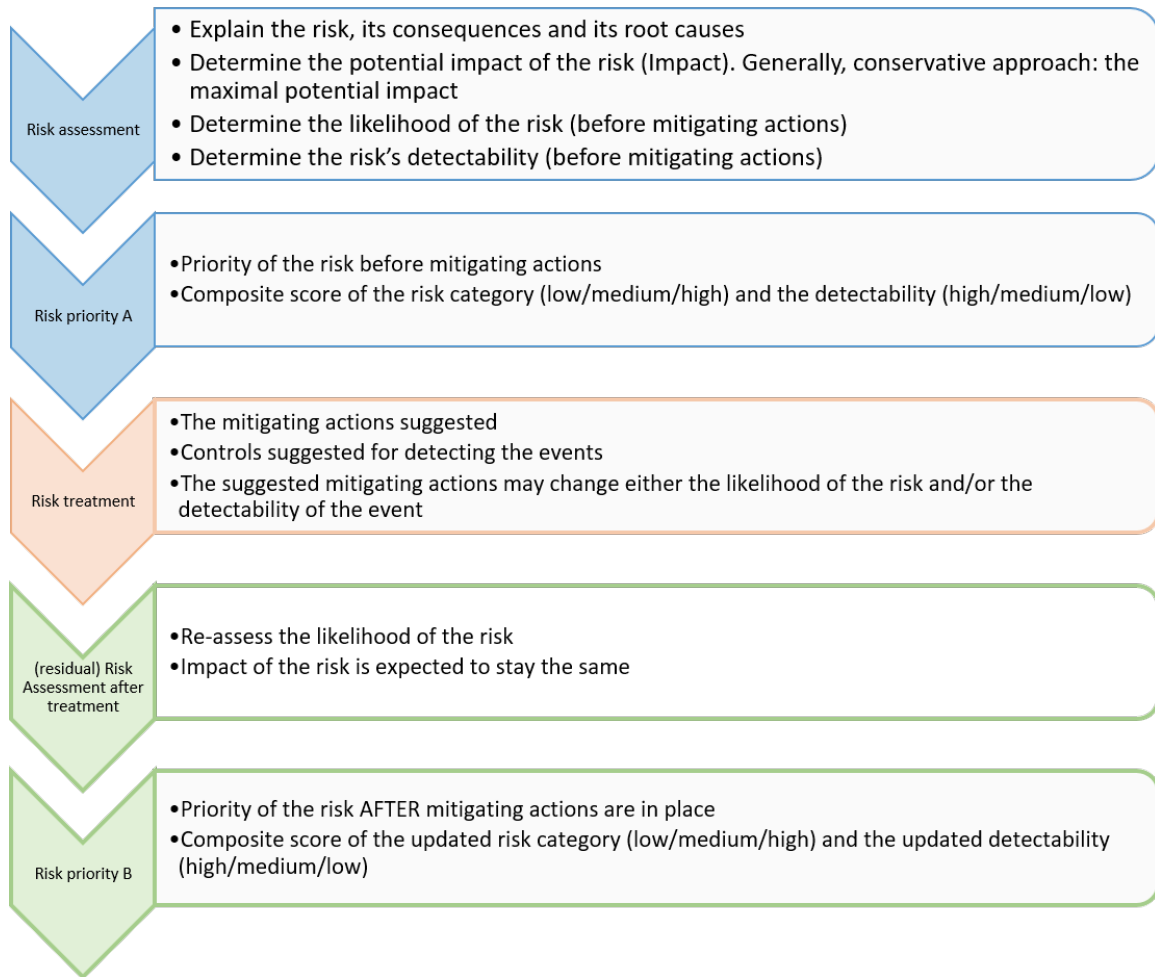 • Explain the risk, its consequences and its root causes
• Determine the potential impact of the risk (Impact). Generally, conservative approach: the
maximal potential impact
• Determine the likelihood of the risk (before mitigating actions)
• Determine the risk's detectability (before mitigating actions)
Risk assessment
•Priority of the risk before mitigating actions
•Composite score of the risk category (low/medium/high) and the detectability (high/medium/low)
Risk priority A
•The mitigating actions suggested
•Controls suggested for detecting the events
•The suggested mitigating actions may change either the likelihood of the risk and/or the
detectability of the event
Risk treatment
•Re-assess the likelihood of the risk
•Impact of the risk is expected to stay the same
(residual) Risk
Assessment after
treatment
•Priority of the risk AFTER mitigating actions are in place
•Composite score of the updated risk category (low/medium/high) and the updated detectability
(high/medium/low)
Risk priority B